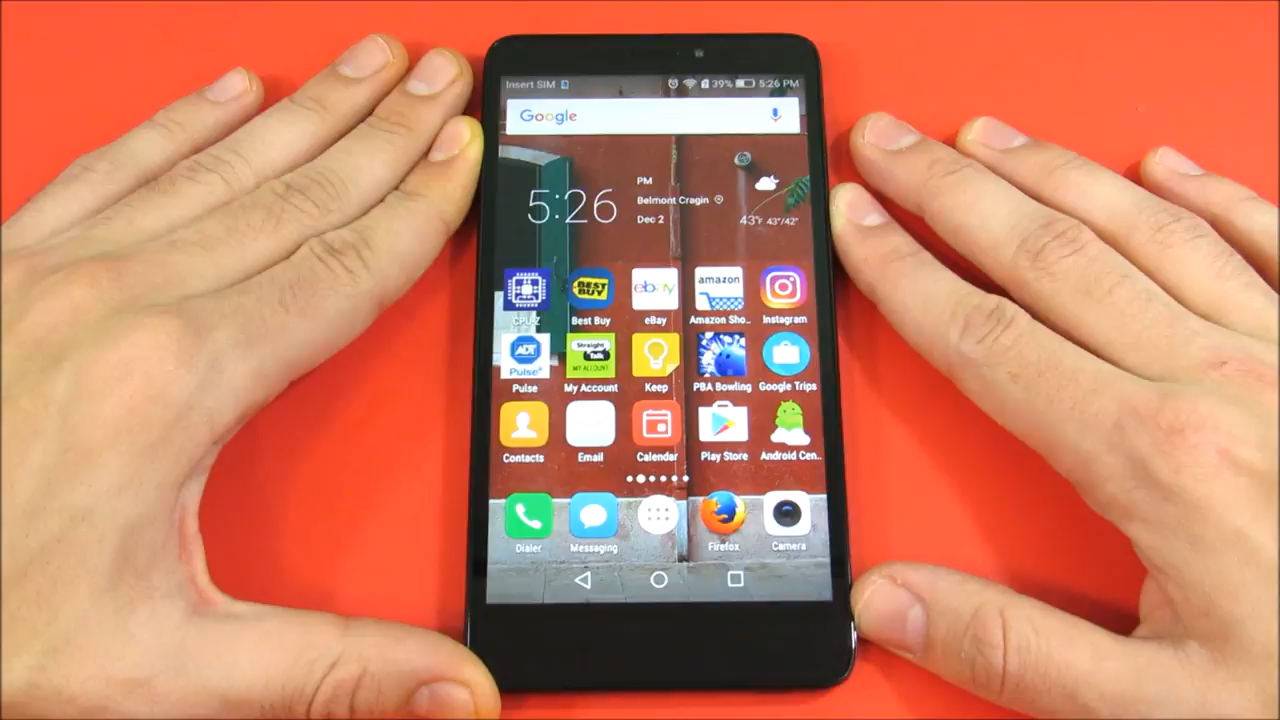 Insert SIM 39% 5:26 PM
Google
5:26
PM
Belmont Cragin
Dec 2
43°F 43°/42°
BEST BUY
ebay
amazon
CPU-Z Best Buy eBay Amazon Sho.. Instagram
ADT
Pulse
Straight Talk
MY ACCOUNT
Pulse My Account Keep PBA Bowling Google Trips
Contacts Email Calendar Play Store Android Cen..
Dialer Messaging Firefox Camera